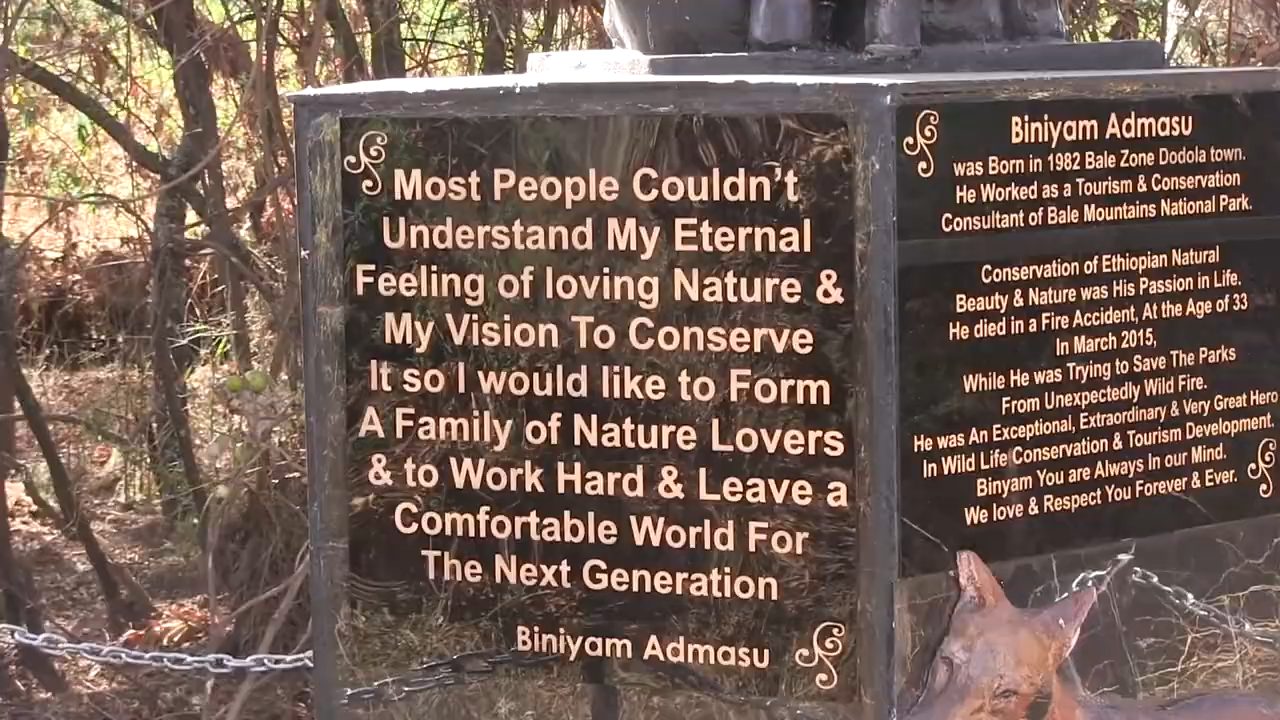 Most People Couldn't
Understand My Eternal
Feeling of loving Nature &
My Vision To Conserve
It so I would like to Form
A Family of Nature Lovers
& to Work Hard & Leave a
Comfortable World For
The Next Generation
Biniyam Admasu
Biniyam Admasu
was Born in 1982 Bale Zone Dodola town.
He Worked as a Tourism & Conservation
Consultant of Bale Mountains National Park.
Conservation of Ethiopian Natural
Beauty & Nature was His Passion in Life.
He died in a Fire Accident, At the Age of 33
In March 2015,
While He was Trying to Save The Parks
From Unexpectedly Wild Fire.
He was An Exceptional, Extraordinary & Very Great Hero
In Wild Life Conservation & Tourism Development.
Binyam You are Always In our Mind.
We love & Respect You Forever & Ever.